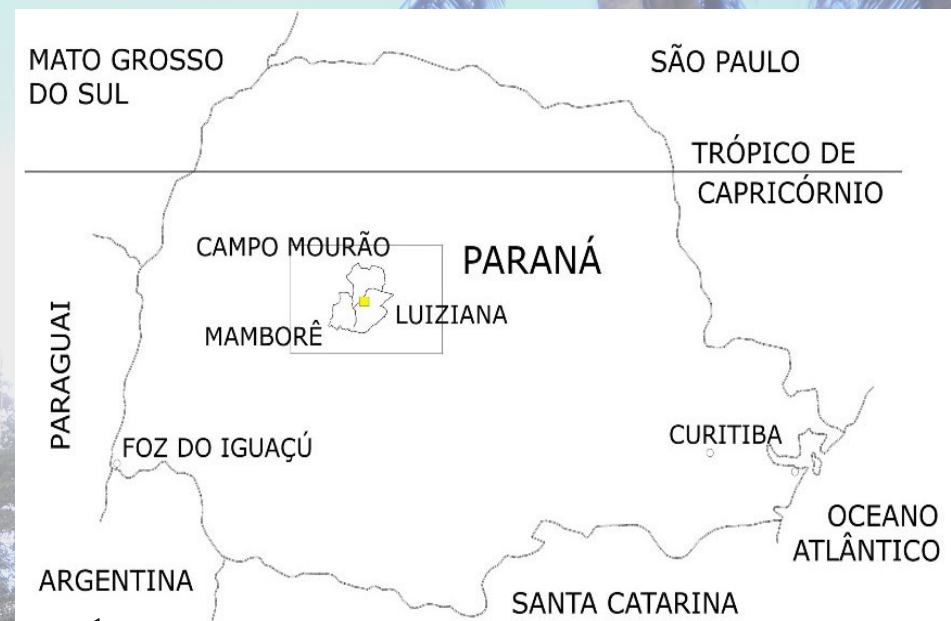 MATO GROSSO
DO SUL
SÃO PAULO
TRÓPICO DE
CAPRICÓRNIO
CAMPO MOURÃO
PARANÁ
LUIZIANA
MAMBORÊ
PARAGUAI
FOZ DO IGUAÇÚ
CURITIBA
OCEANO
ATLÂNTICO
ARGENTINA
SANTA CATARINA